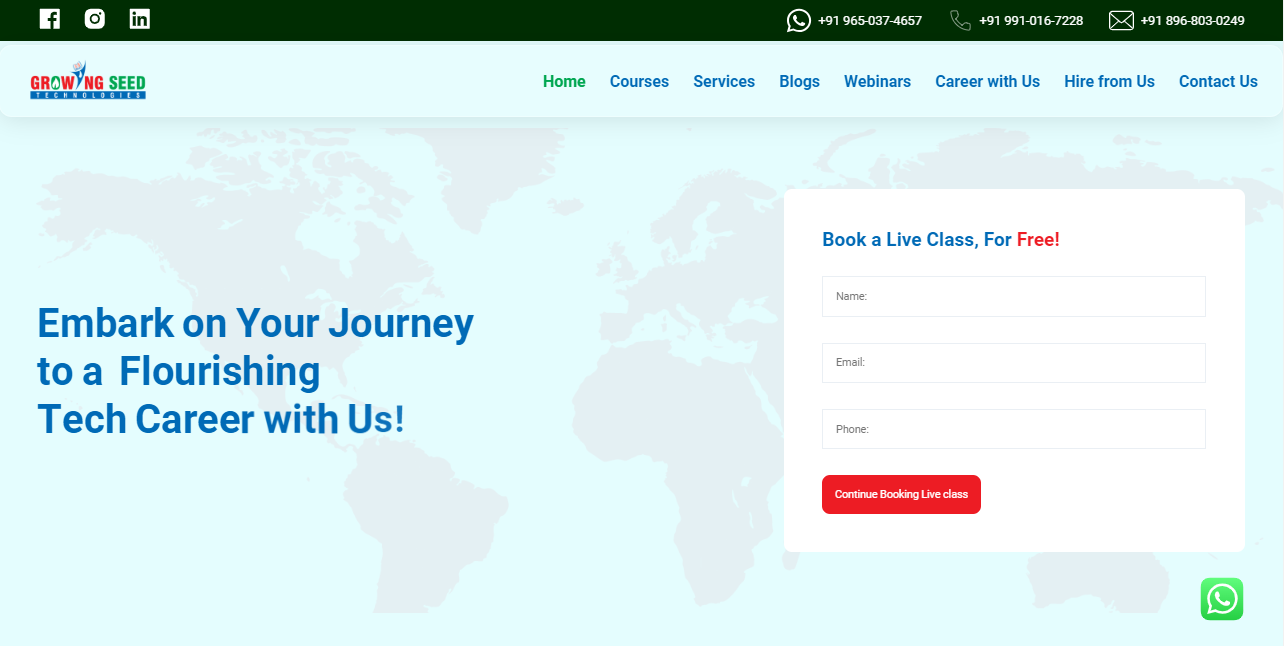 +91 965-037-4657 +91 991-016-7228 +91 896-803-0249
GROWING SEED
TECHNOLOGIES
Home Courses Services Blogs Webinars Career with Us Hire from Us Contact Us
Embark on Your Journey
to a Flourishing
Tech Career with Us!
Book a Live Class, For Free!
Name:
Email:
Phone:
Continue Booking Live class